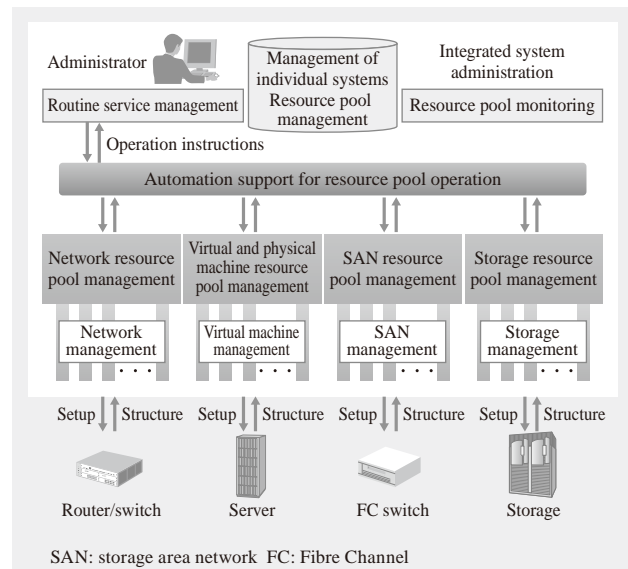 Administrator
Management of
individual systems
Resource pool
management
Integrated system
administration
Routine service management
Resource pool monitoring
Operation instructions
Automation support for resource pool operation
Network resource
pool management
Virtual and physical
machine resource
pool management
SAN resource
pool management
Storage resource
pool management
Network
management
Virtual machine
management
SAN
management
Storage
management
Setup Structure
Setup Structure
Setup Structure
Setup Structure
Router/switch
Server
FC switch
Storage
SAN: storage area network FC: Fibre Channel